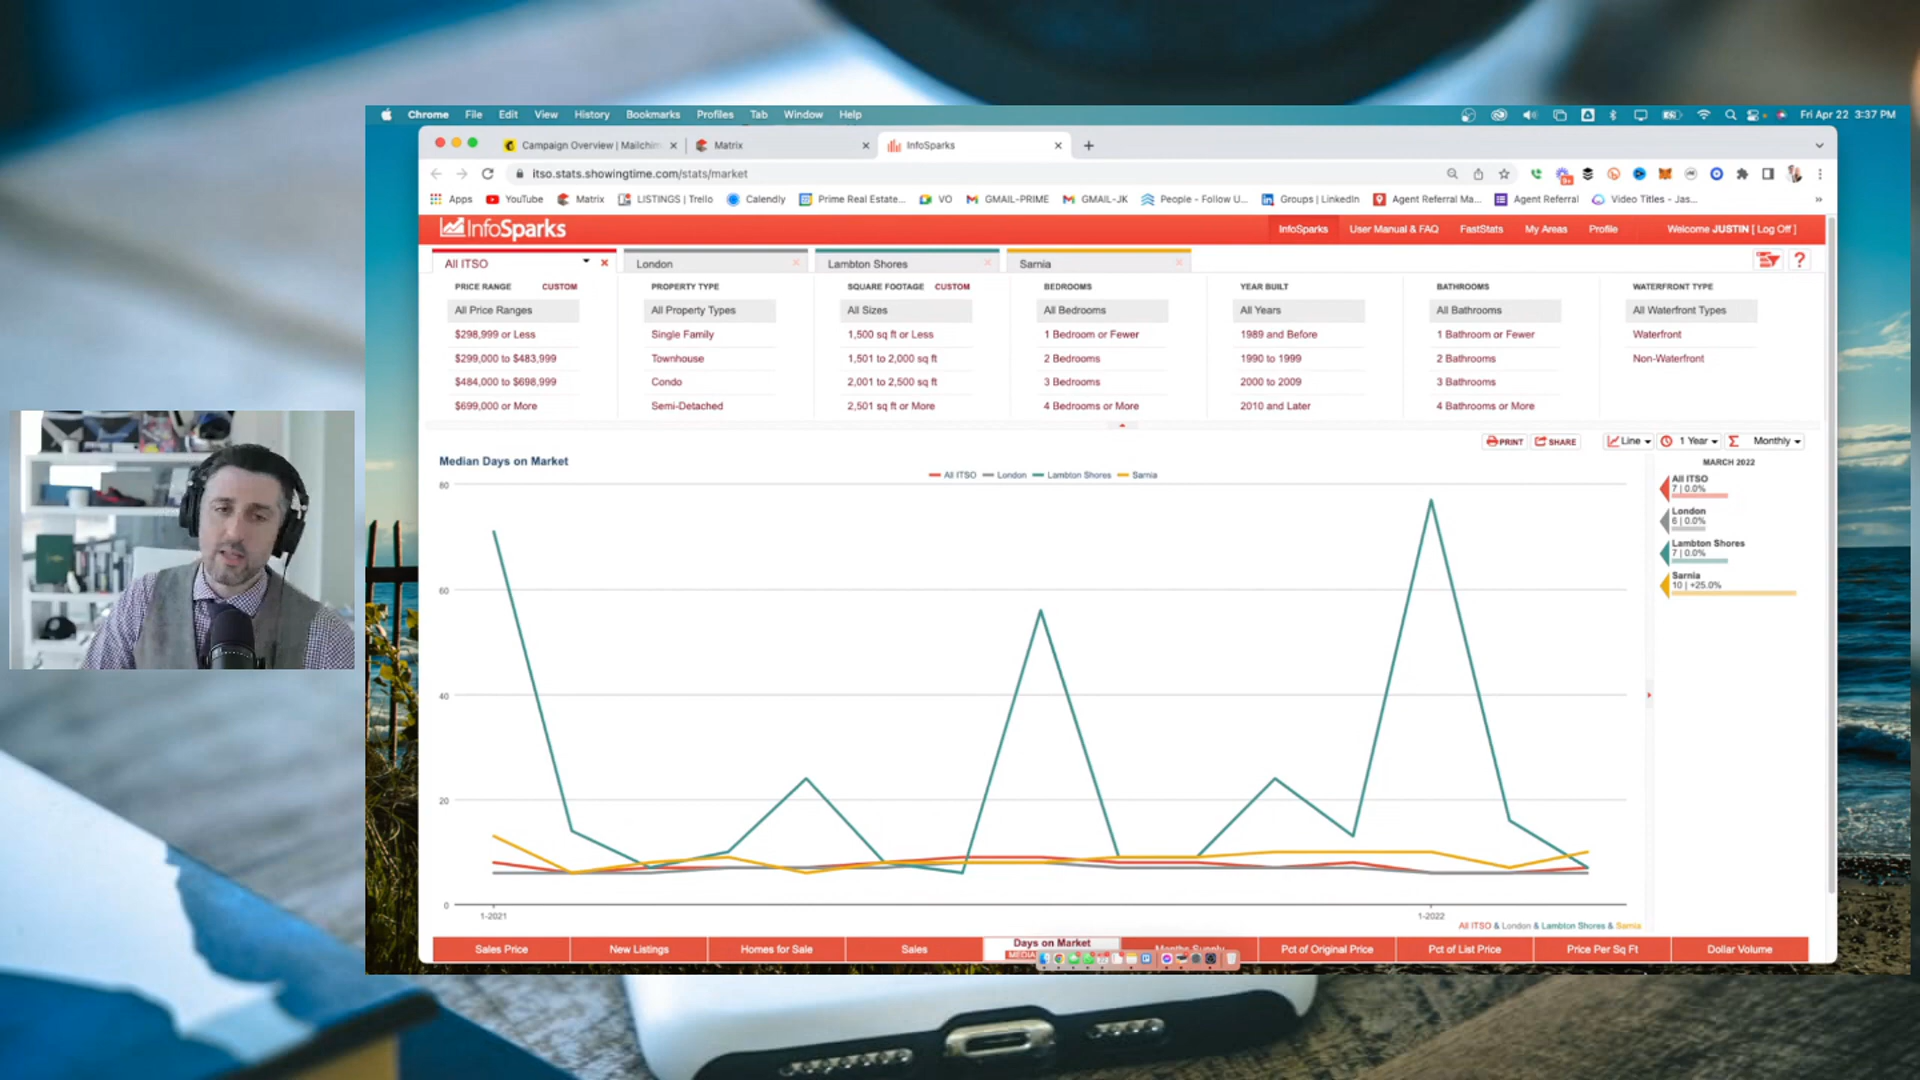 Chrome File Edit View History Bookmarks Profiles Tab Window Help Fri Apr 22 3:37 PM
Campaign Overview | Mailchim Matrix InfoSparks
itso.stats.showingtime.com/stats/market
Apps YouTube Matrix LISTINGS | Trello Calendly Prime Real Estate... VO GMAIL-PRIME GMAIL-JK People - Follow U... Groups | LinkedIn Agent Referral Ma... Agent Referral Video Titles - Jas... »
InfoSparks InfoSparks User Manual & FAQ FastStats My Areas Profile Welcome JUSTIN [ Log Off ]
All ITSO London Lambton Shores Sarnia ?
PRICE RANGE CUSTOM PROPERTY TYPE SQUARE FOOTAGE CUSTOM BEDROOMS YEAR BUILT BATHROOMS WATERFRONT TYPE
All Price Ranges All Property Types All Sizes All Bedrooms All Years All Bathrooms All Waterfront Types
$298,999 or Less Single Family 1,500 sq ft or Less 1 Bedroom or Fewer 1989 and Before 1 Bathroom or Fewer Waterfront
$299,000 to $483,999 Townhouse 1,501 to 2,000 sq ft 2 Bedrooms 1990 to 1999 2 Bathrooms Non-Waterfront
$484,000 to $698,999 Condo 2,001 to 2,500 sq ft 3 Bedrooms 2000 to 2009 3 Bathrooms
$699,000 or More Semi-Detached 2,501 sq ft or More 4 Bedrooms or More 2010 and Later 4 Bathrooms or More
PRINT SHARE Line 1 Year Monthly
Median Days on Market
All ITSO London Lambton Shores Sarnia
MARCH 2022
All ITSO
7 | 0.0%
London
6 | 0.0%
Lambton Shores
7 | 0.0%
Sarnia
10 | +25.0%
80
60
40
20
0
1-2021 1-2022
All ITSO & London & Lambton Shores & Sarnia
Sales Price New Listings Homes for Sale Sales Days on Market Months Supply Pct of Original Price Pct of List Price Price Per Sq Ft Dollar Volume